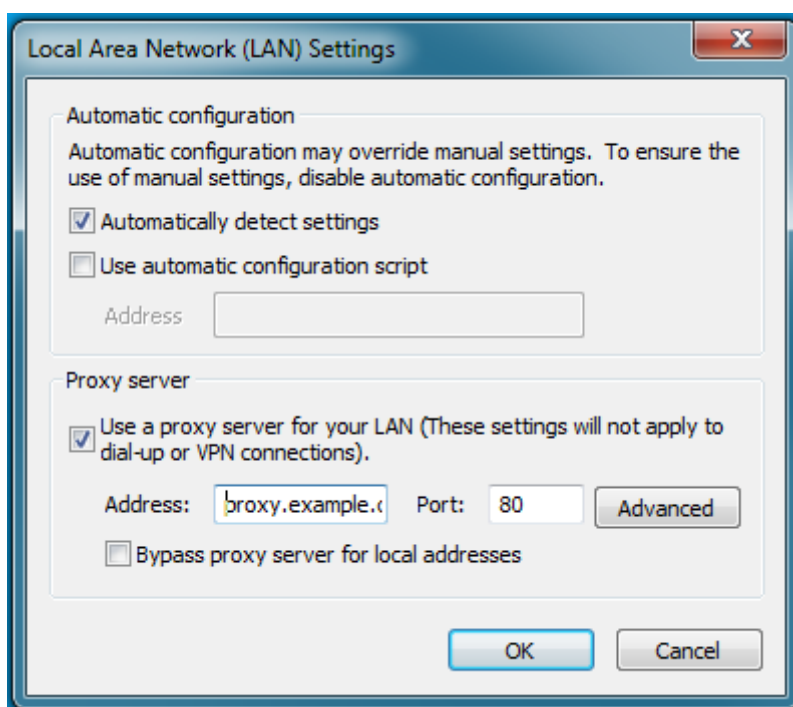 Local Area Network (LAN) Settings
Automatic configuration
Automatic configuration may override manual settings. To ensure the
use of manual settings, disable automatic configuration.
Automatically detect settings
Use automatic configuration script
Address
Proxy server
Use a proxy server for your LAN (These settings will not apply to
dial-up or VPN connections).
Address: proxy.example.c Port: 80 Advanced
Bypass proxy server for local addresses
OK Cancel